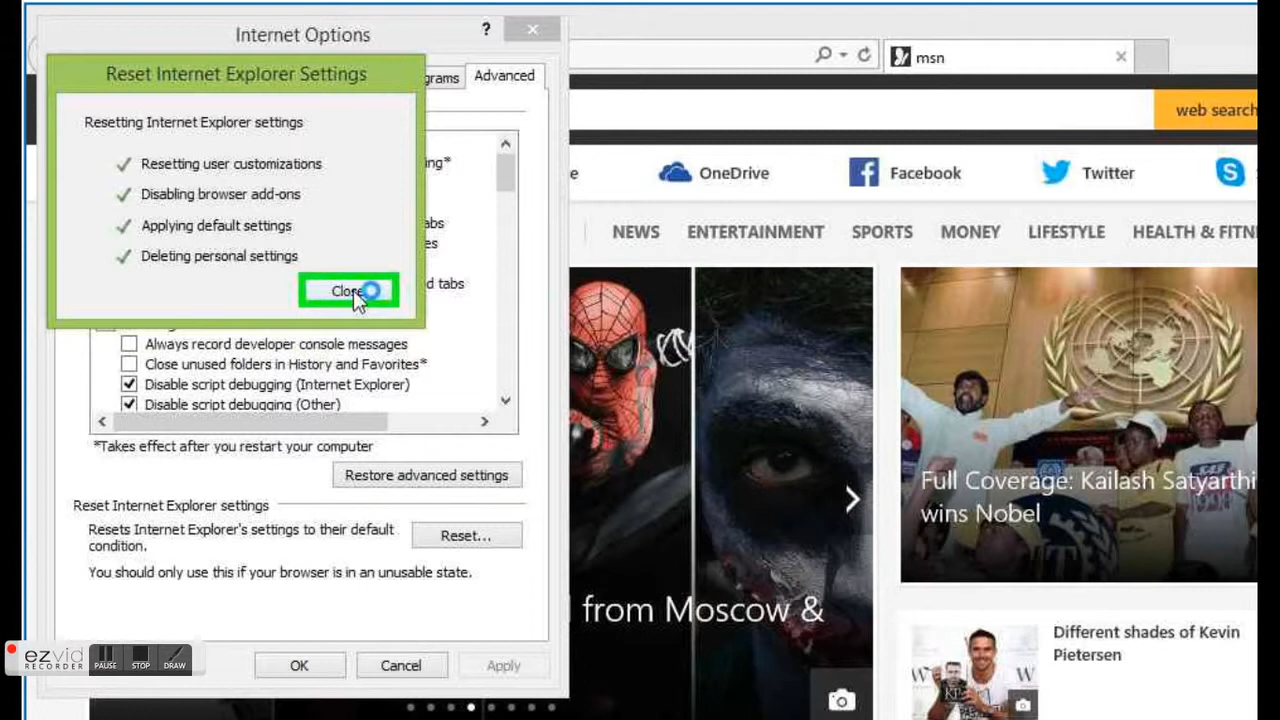 Internet Options
?
Reset Internet Explorer Settings
grams
Advanced
Resetting Internet Explorer settings
Resetting user customizations
Disabling browser add-ons
Applying default settings
Deleting personal settings
Close
ing*
abs
es
d tabs
Always record developer console messages
Close unused folders in History and Favorites*
Disable script debugging (Internet Explorer)
Disable script debugging (Other)
*Takes effect after you restart your computer
Restore advanced settings
Reset Internet Explorer settings
Resets Internet Explorer's settings to their default
condition.
Reset...
You should only use this if your browser is in an unusable state.
OK
Cancel
Apply
ezvid
RECORDER
PAUSE
STOP
DRAW
msn
web search
e
OneDrive
Facebook
Twitter
S
NEWS
ENTERTAINMENT
SPORTS
MONEY
LIFESTYLE
HEALTH & FITN
from Moscow &
Full Coverage: Kailash Satyarthi
wins Nobel
Different shades of Kevin
Pietersen